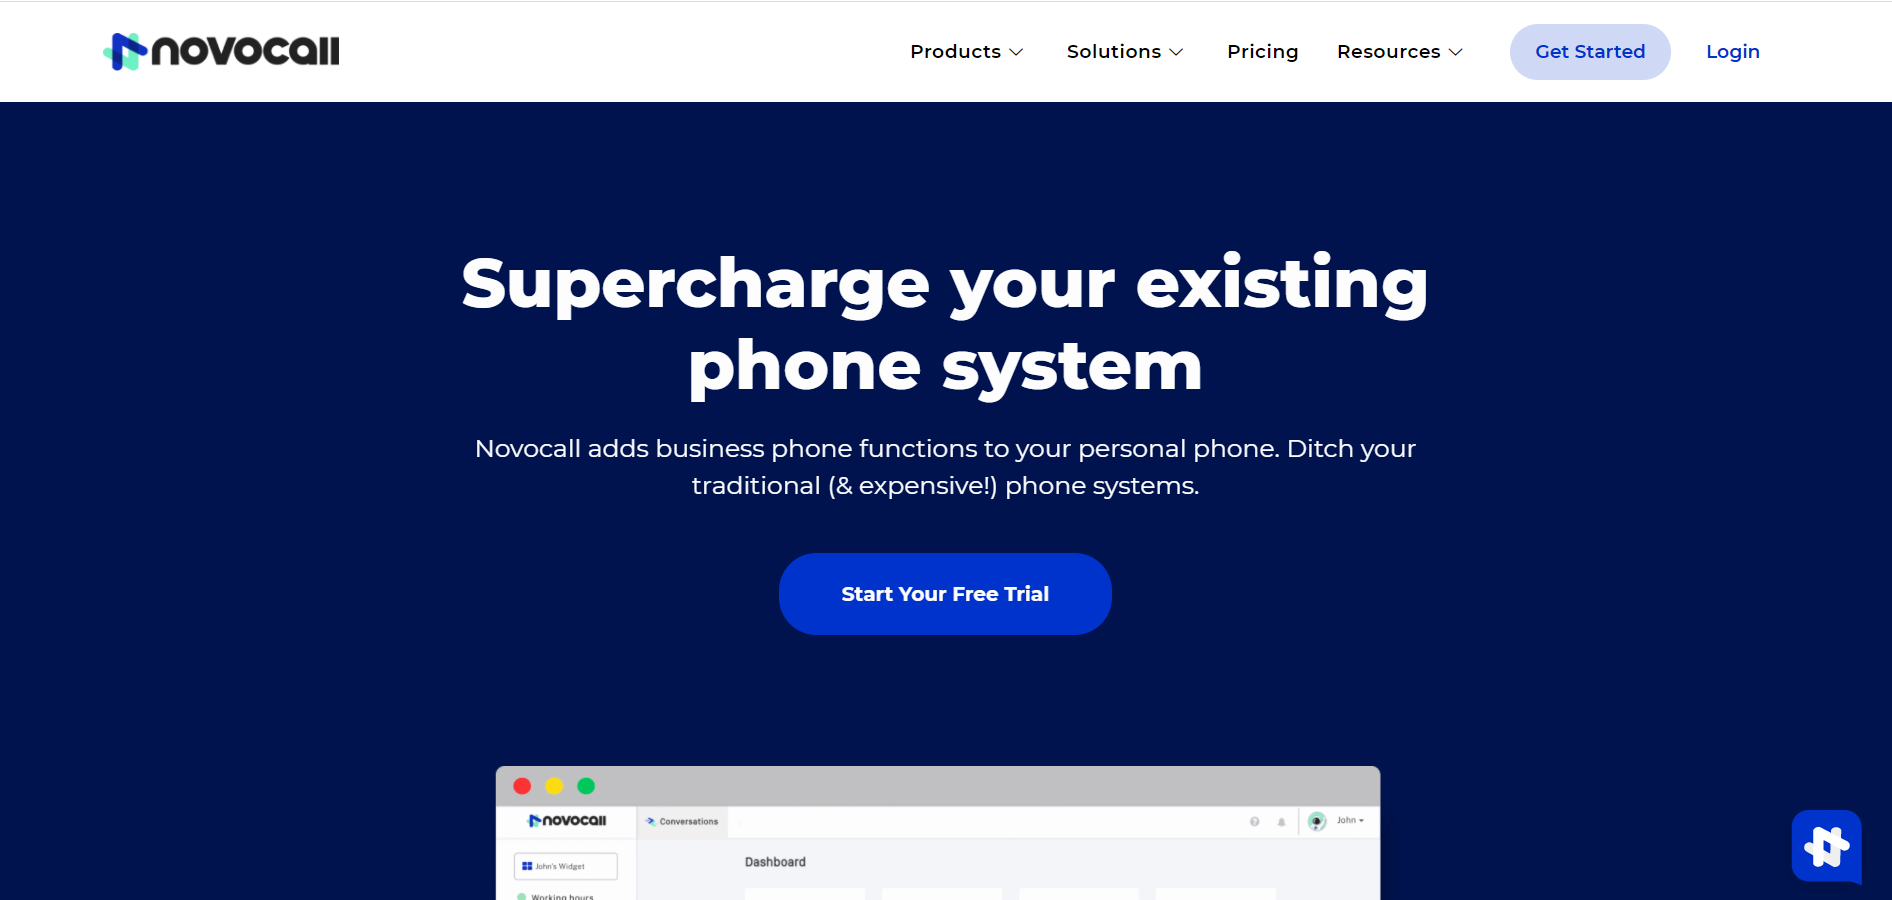 novocall
Products
Solutions
Pricing
Resources
Get Started
Login
Supercharge your existing
phone system
Novocall adds business phone functions to your personal phone. Ditch your
traditional (& expensive!) phone systems.
Start Your Free Trial
novocall
Conversations
John
John's Widget
Dashboard
Working hours